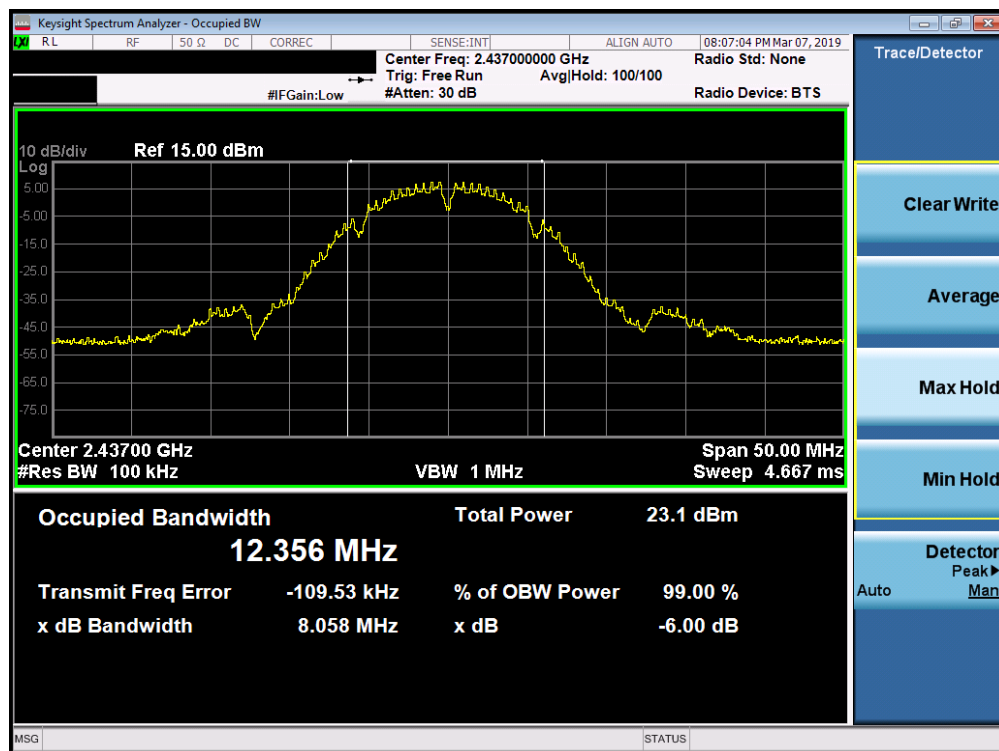 Keysight Spectrum Analyzer - Occupied BW
LXI RL RF 50 Ω DC CORREC SENSE:INT ALIGN AUTO 08:07:04 PM Mar 07, 2019
Center Freq: 2.437000000 GHz Radio Std: None
Trig: Free Run Avg|Hold: 100/100
#IFGain:Low #Atten: 30 dB Radio Device: BTS
10 dB/div Ref 15.00 dBm
Log
5.00
-5.00
-15.0
-25.0
-35.0
-45.0
-55.0
-65.0
-75.0
Center 2.43700 GHz Span 50.00 MHz
#Res BW 100 kHz VBW 1 MHz Sweep 4.667 ms
Occupied Bandwidth Total Power 23.1 dBm
12.356 MHz
Transmit Freq Error -109.53 kHz % of OBW Power 99.00 %
x dB Bandwidth 8.058 MHz x dB -6.00 dB
MSG STATUS
Trace/Detector
Clear Write
Average
Max Hold
Min Hold
Detector
Peak▶
Auto Man